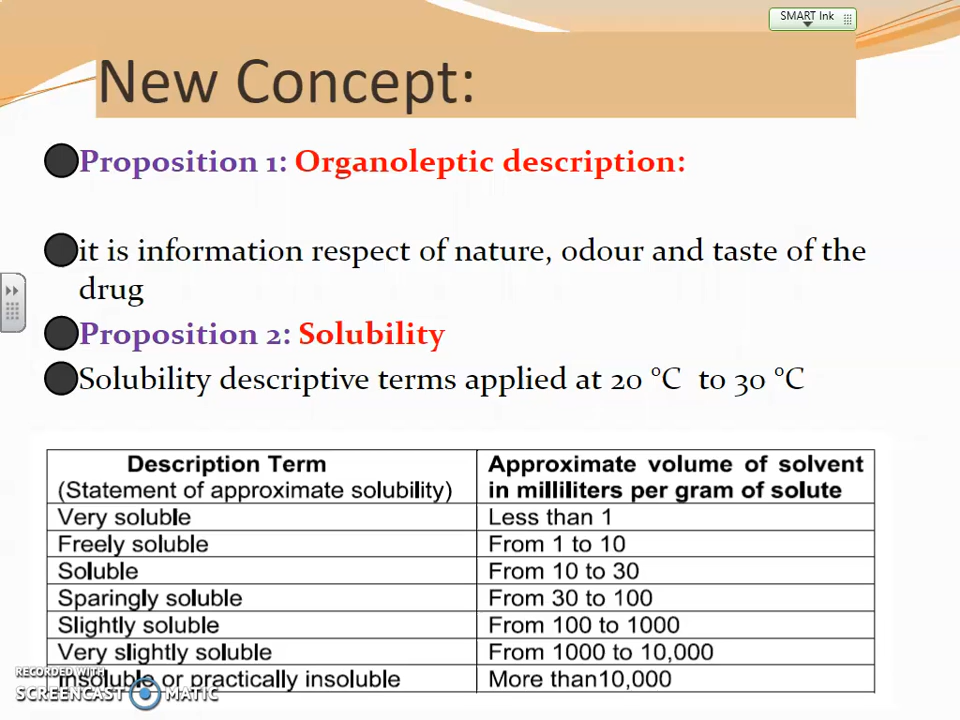 SMART Ink
New Concept:
Proposition 1: Organoleptic description:
it is information respect of nature, odour and taste of the
drug
Proposition 2: Solubility
Solubility descriptive terms applied at 20 °C to 30 °C
Description Term
(Statement of approximate solubility)
Approximate volume of solvent
in milliliters per gram of solute
Very soluble Less than 1
Freely soluble From 1 to 10
Soluble From 10 to 30
Sparingly soluble From 30 to 100
Slightly soluble From 100 to 1000
Very slightly soluble From 1000 to 10,000
Insoluble or practically insoluble More than10,000
RECORDED WITH
SCREENCAST MATIC